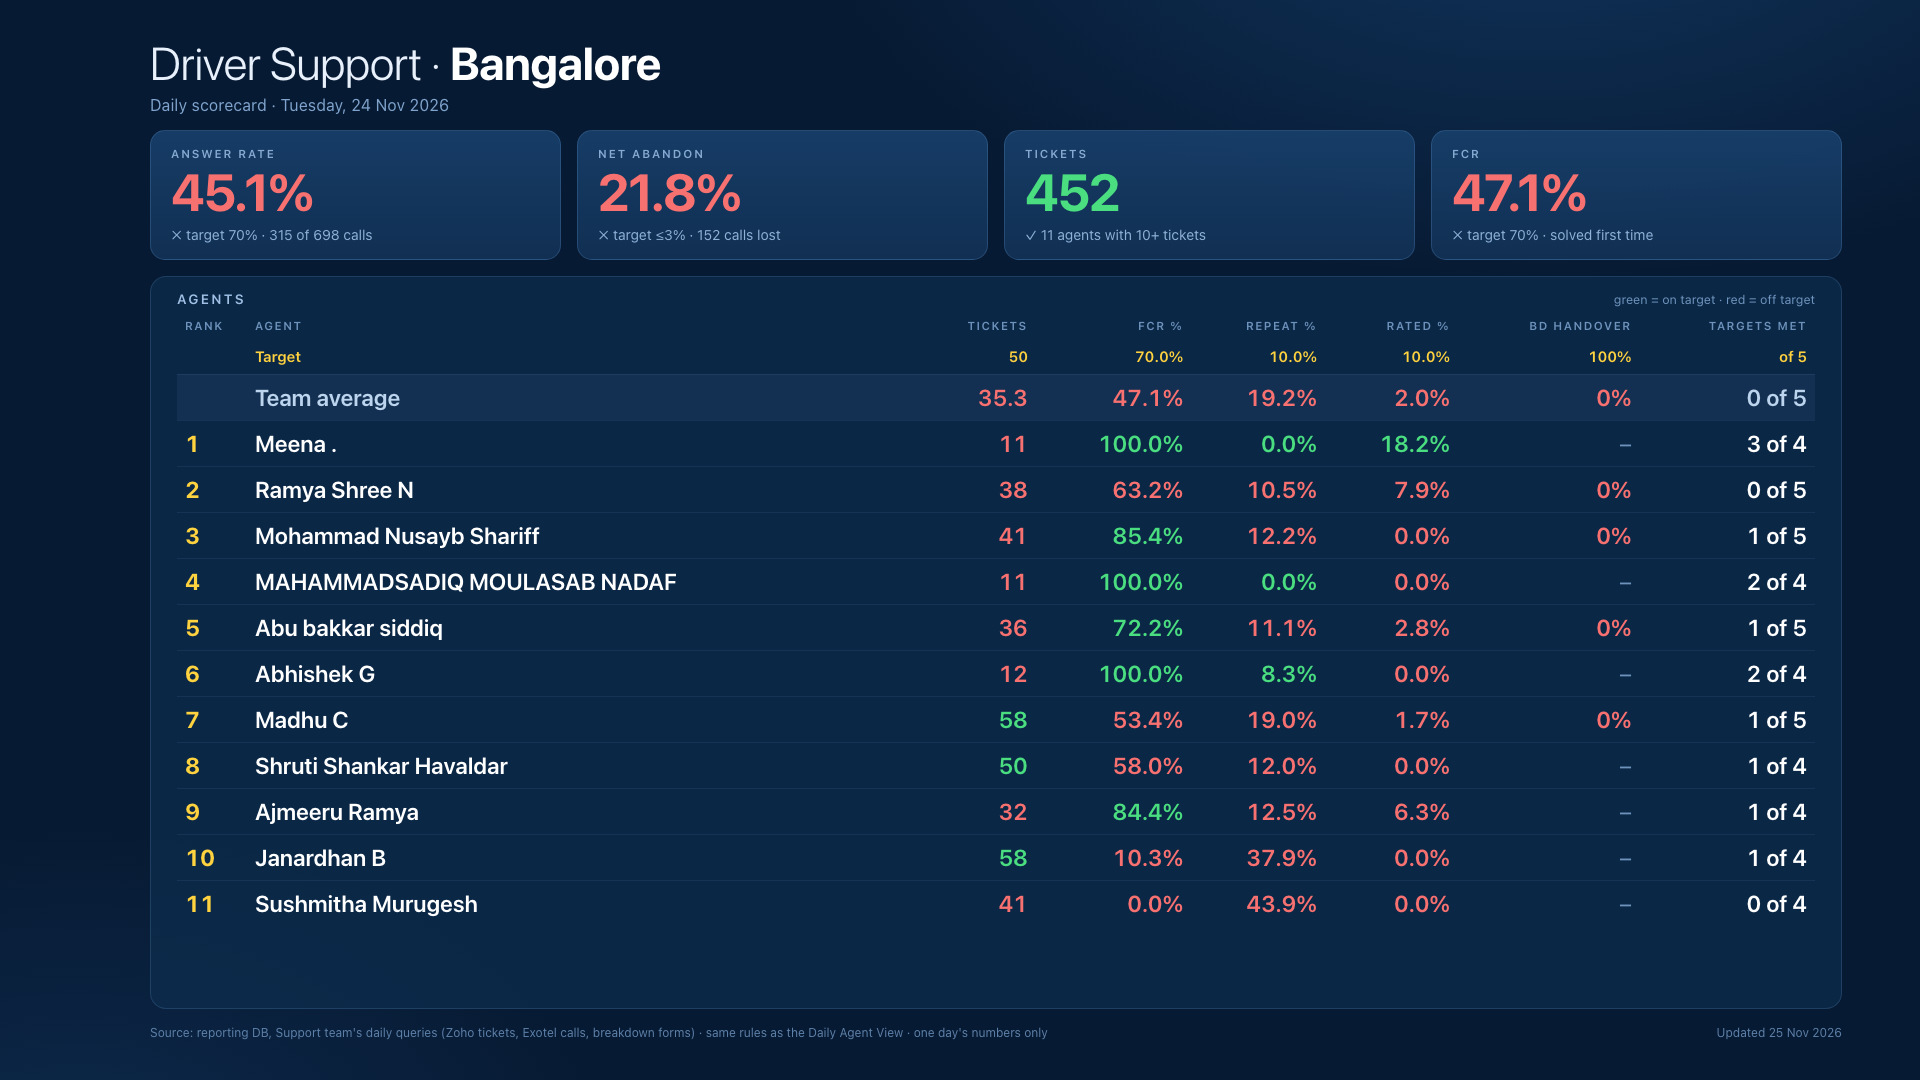 Driver Support · Bangalore
Daily scorecard · Tuesday, 24 Nov 2026
ANSWER RATE
45.1%
✕ target 70% · 315 of 698 calls
NET ABANDON
21.8%
✕ target ≤3% · 152 calls lost
TICKETS
452
✓ 11 agents with 10+ tickets
FCR
47.1%
✕ target 70% · solved first time
AGENTS
green = on target · red = off target
RANK AGENT TICKETS FCR % REPEAT % RATED % BD HANDOVER TARGETS MET
Target 50 70.0% 10.0% 10.0% 100% of 5
Team average 35.3 47.1% 19.2% 2.0% 0% 0 of 5
1 Meena . 11 100.0% 0.0% 18.2% – 3 of 4
2 Ramya Shree N 38 63.2% 10.5% 7.9% 0% 0 of 5
3 Mohammad Nusayb Shariff 41 85.4% 12.2% 0.0% 0% 1 of 5
4 MAHAMMADSADIQ MOULASAB NADAF 11 100.0% 0.0% 0.0% – 2 of 4
5 Abu bakkar siddiq 36 72.2% 11.1% 2.8% 0% 1 of 5
6 Abhishek G 12 100.0% 8.3% 0.0% – 2 of 4
7 Madhu C 58 53.4% 19.0% 1.7% 0% 1 of 5
8 Shruti Shankar Havaldar 50 58.0% 12.0% 0.0% – 1 of 4
9 Ajmeeru Ramya 32 84.4% 12.5% 6.3% – 1 of 4
10 Janardhan B 58 10.3% 37.9% 0.0% – 1 of 4
11 Sushmitha Murugesh 41 0.0% 43.9% 0.0% – 0 of 4
Source: reporting DB, Support team's daily queries (Zoho tickets, Exotel calls, breakdown forms) · same rules as the Daily Agent View · one day's numbers only
Updated 25 Nov 2026